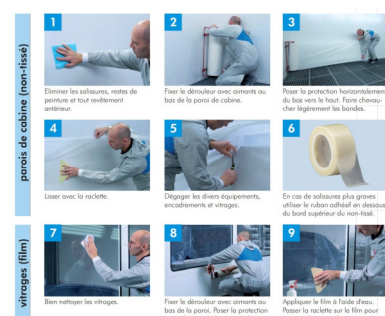 parois de cabine (non-tissé)
1
Eliminer les salissures, restes de
peinture et tout revêtement
antérieur.
2
Fixer le dérouleur avec aimants au
bas de la paroi de cabine.
3
Poser la protection horizontalemen
du bas vers le haut. Faire chevau-
cher légèrement les bandes.
4
Lisser avec la raclette.
5
Dégager les divers équipements,
encadrements et vitrages.
6
En cas de salissures plus graves
utiliser le ruban adhésif en dessous
du bord supérieur du non-tissé.
vitrages (film)
7
Bien nettoyer les vitrages.
8
Fixer le dérouleur avec aimants au
bas de la paroi. Poser la protection
9
Appliquer le film à l'aide d'eau.
Passer la raclette sur le film pour